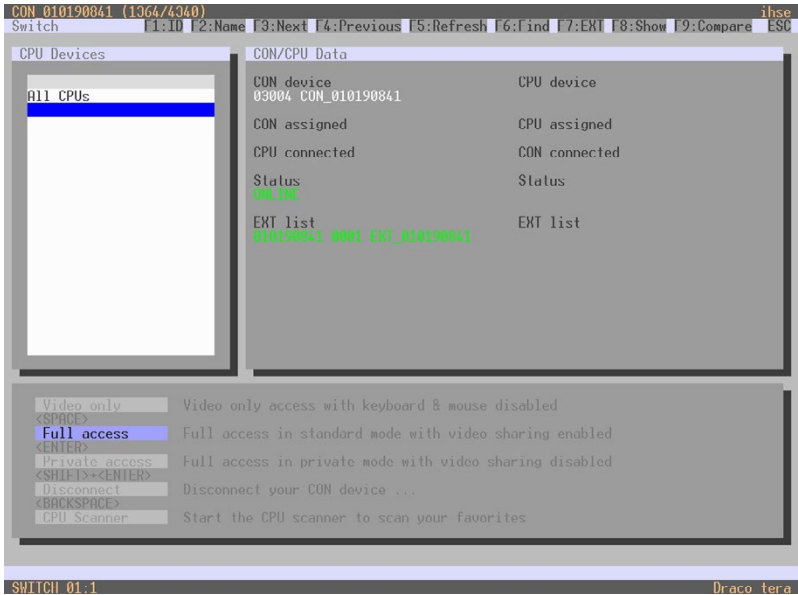 CON_010190841 (1364/4340) ihse
Switch F1:ID F2:Name F3:Next F4:Previous F5:Refresh F6:Find F7:EXT F8:Show F9:Compare ESC
CPU Devices
CON/CPU Data
All CPUs
CON device CPU device
03004 CON_010190841
CON assigned CPU assigned
CPU connected CON connected
Status Status
ONLINE
EXT list EXT list
010190841 0001 EXT_010190841
Video only Video only access with keyboard & mouse disabled
<SPACE>
Full access Full access in standard mode with video sharing enabled
<ENTER>
Private access Full access in private mode with video sharing disabled
<SHIFT>+<ENTER>
Disconnect Disconnect your CON device ...
<BACKSPACE>
CPU Scanner Start the CPU scanner to scan your favorites
SWITCH 01:1 Draco tera